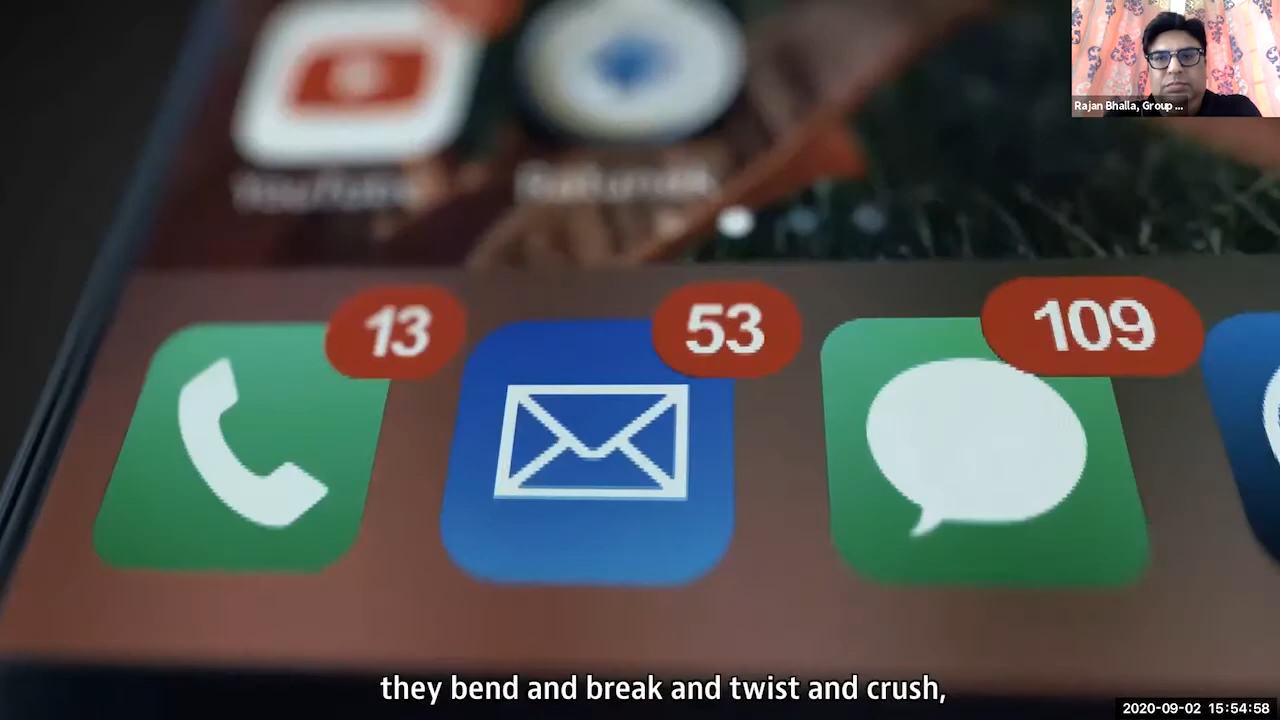 Rajan Bhalla, Group ...
YouTube
13
53
109
they bend and break and twist and crush,
2020-09-02 15:54:58